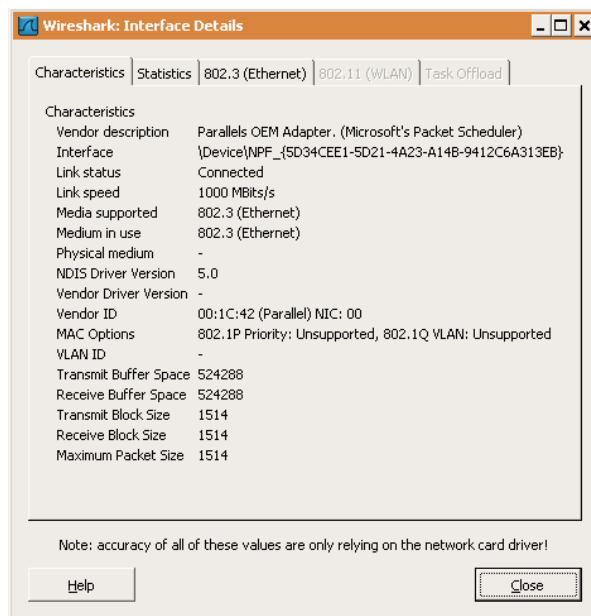 Wireshark: Interface Details
Characteristics Statistics 802.3 (Ethernet) 802.11 (WLAN) Task Offload
Characteristics
Vendor description Parallels OEM Adapter. (Microsoft's Packet Scheduler)
Interface \Device\NPF_{5D34CEE1-5D21-4A23-A14B-9412C6A313EB}
Link status Connected
Link speed 1000 MBits/s
Media supported 802.3 (Ethernet)
Medium in use 802.3 (Ethernet)
Physical medium -
NDIS Driver Version 5.0
Vendor Driver Version -
Vendor ID 00:1C:42 (Parallel) NIC: 00
MAC Options 802.1P Priority: Unsupported, 802.1Q VLAN: Unsupported
VLAN ID -
Transmit Buffer Space 524288
Receive Buffer Space 524288
Transmit Block Size 1514
Receive Block Size 1514
Maximum Packet Size 1514
Note: accuracy of all of these values are only relying on the network card driver!
Help Close